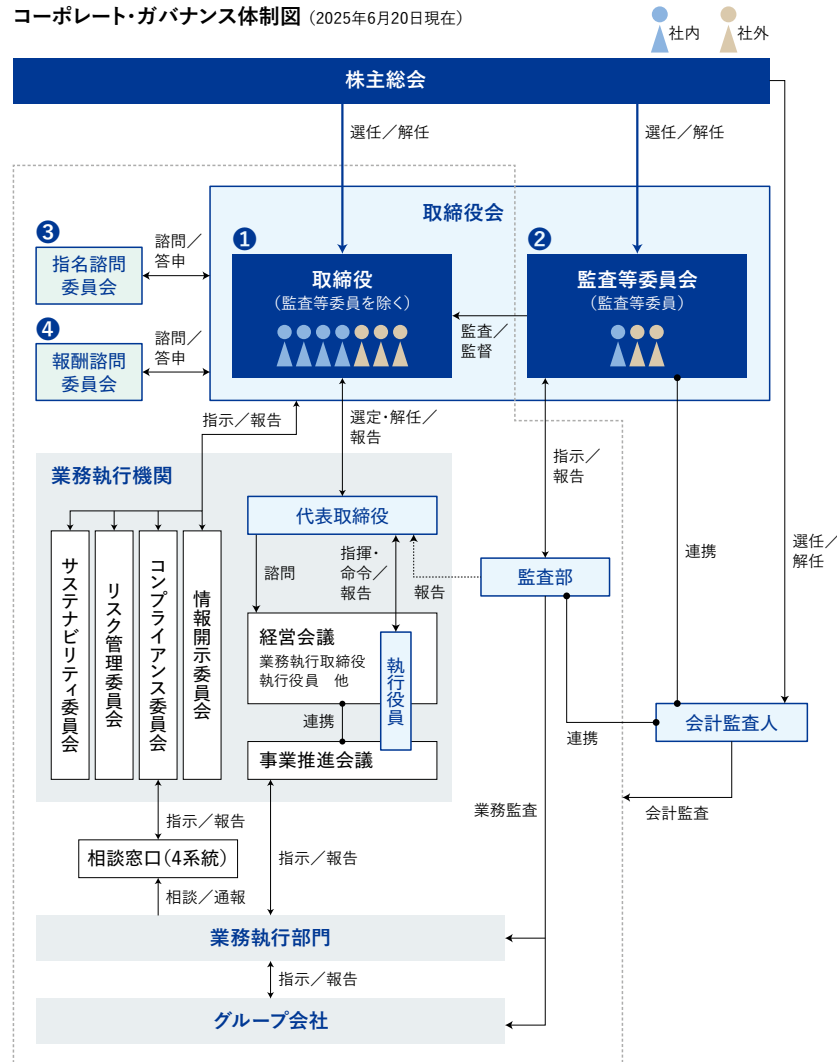 コーポレート・ガバナンス体制図（2025年6月20日現在）
社内
社外
株主総会
選任／解任
選任／解任
取締役会
❸
指名諮問
委員会
諮問／
答申
❹
報酬諮問
委員会
諮問／
答申
❶
取締役
（監査等委員を除く）
❷
監査等委員会
（監査等委員）
監査／
監督
指示／報告
選定・解任／
報告
指示／
報告
連携
選任／
解任
業務執行機関
代表取締役
サステナビリティ委員会
リスク管理委員会
コンプライアンス委員会
情報開示委員会
諮問
指揮・
命令／
報告
報告
監査部
経営会議
業務執行取締役
執行役員　他
執行役員
連携
事業推進会議
会計監査人
連携
業務監査
会計監査
指示／報告
相談窓口（4系統）
相談／通報
指示／報告
業務執行部門
指示／報告
グループ会社